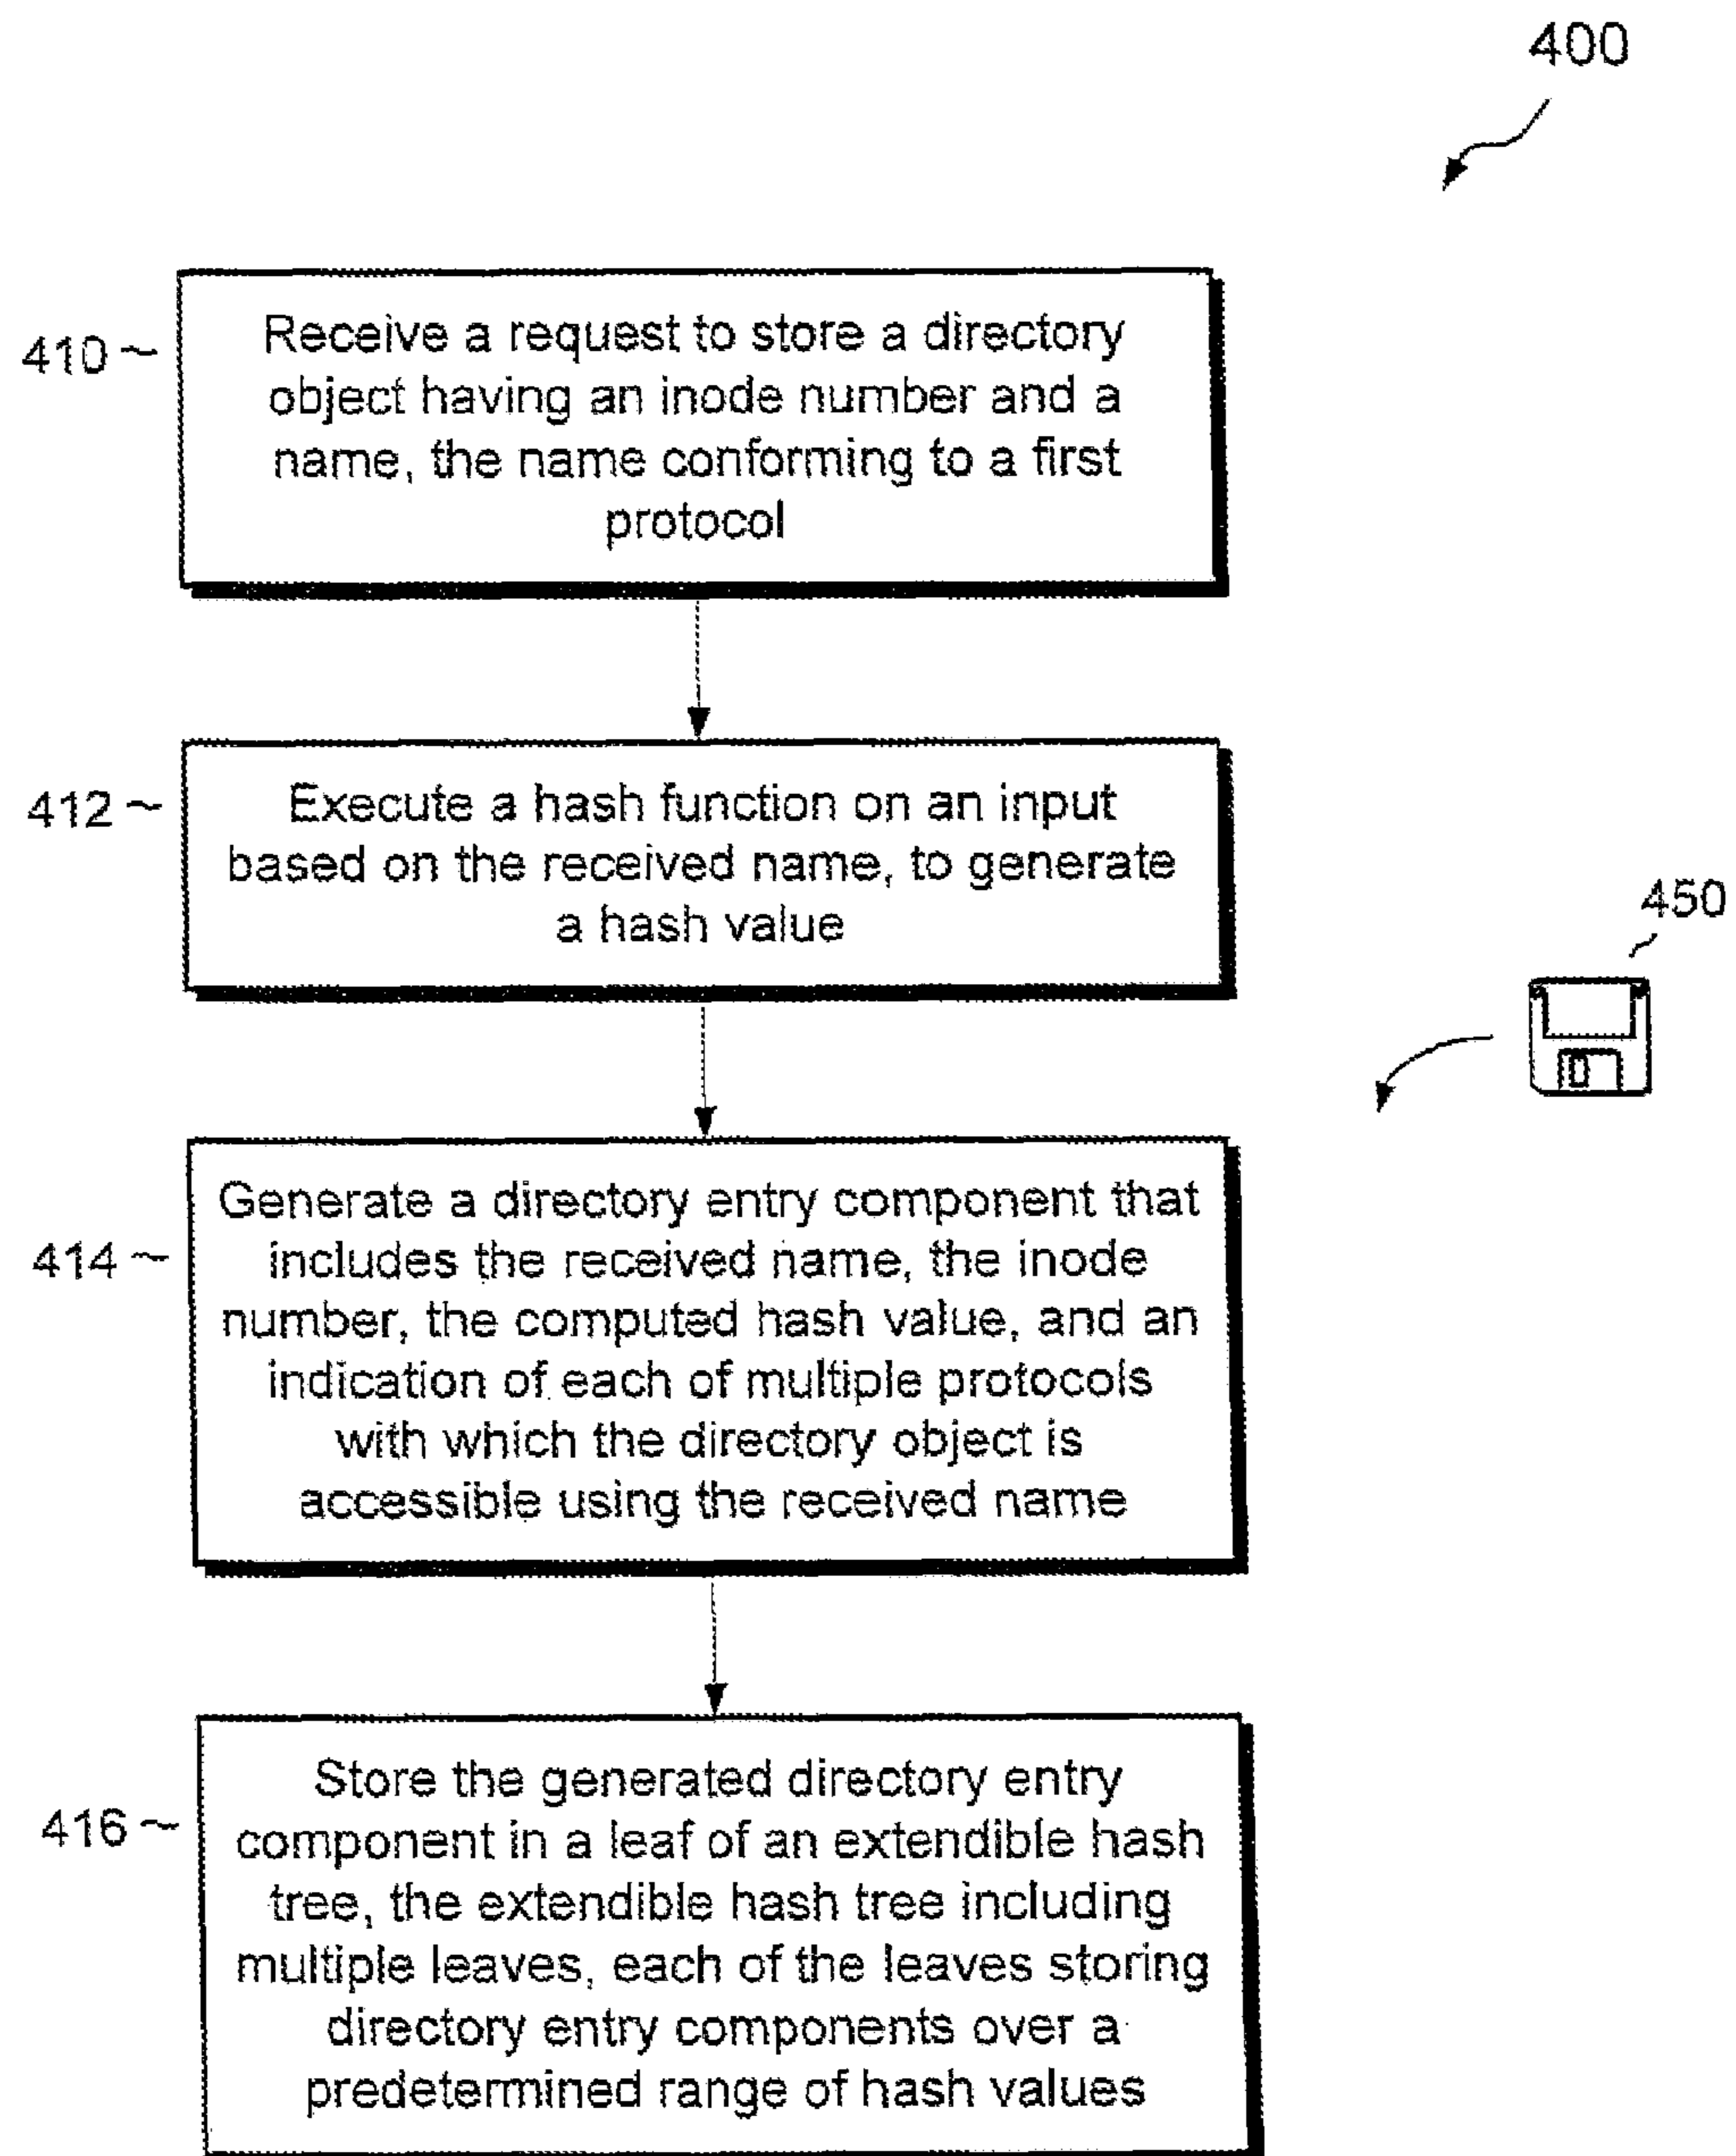 400
410 ~
Receive a request to store a directory
object having an inode number and a
name, the name conforming to a first
protocol
412 ~
Execute a hash function on an input
based on the received name, to generate
a hash value
450
414 ~
Generate a directory entry component that
includes the received name, the inode
number, the computed hash value, and an
indication of each of multiple protocols
with which the directory object is
accessible using the received name
416 ~
Store the generated directory entry
component in a leaf of an extendible hash
tree, the extendible hash tree including
multiple leaves, each of the leaves storing
directory entry components over a
predetermined range of hash values